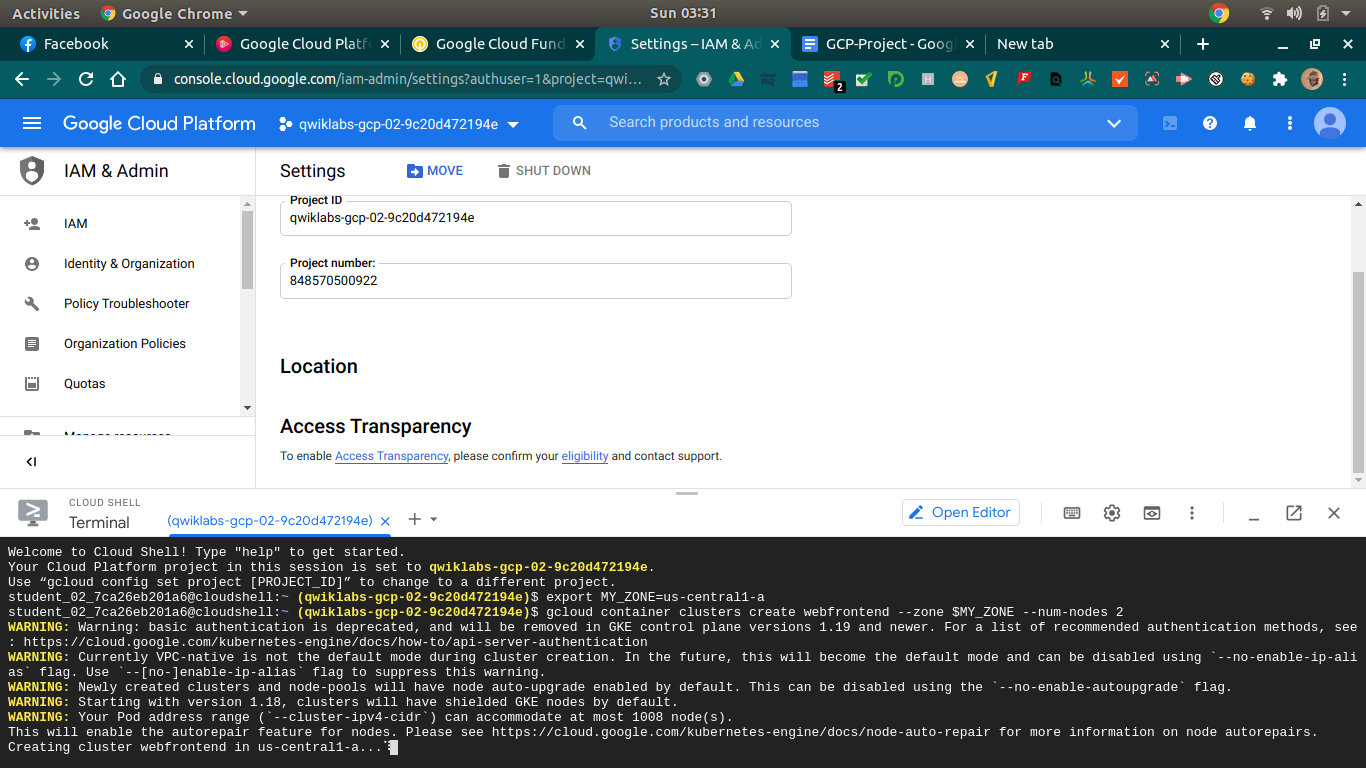 Activities Google Chrome Sun 03:31
Facebook Google Cloud Platf Google Cloud Fund Settings – IAM & Ad GCP-Project - Googl New tab
console.cloud.google.com/iam-admin/settings?authuser=1&project=qwi... 2
Google Cloud Platform qwiklabs-gcp-02-9c20d472194e Search products and resources
IAM & Admin Settings MOVE SHUT DOWN
Project ID
IAM qwiklabs-gcp-02-9c20d472194e
Identity & Organization Project number:
848570500922
Policy Troubleshooter
Organization Policies
Location
Quotas
Access Transparency
Manage resources
To enable Access Transparency, please confirm your eligibility and contact support.
CLOUD SHELL
Terminal (qwiklabs-gcp-02-9c20d472194e) Open Editor
Welcome to Cloud Shell! Type "help" to get started.
Your Cloud Platform project in this session is set to qwiklabs-gcp-02-9c20d472194e.
Use “gcloud config set project [PROJECT_ID]” to change to a different project.
student_02_7ca26eb201a6@cloudshell:~ (qwiklabs-gcp-02-9c20d472194e)$ export MY_ZONE=us-central1-a
student_02_7ca26eb201a6@cloudshell:~ (qwiklabs-gcp-02-9c20d472194e)$ gcloud container clusters create webfrontend --zone $MY_ZONE --num-nodes 2
WARNING: Warning: basic authentication is deprecated, and will be removed in GKE control plane versions 1.19 and newer. For a list of recommended authentication methods, see
: https://cloud.google.com/kubernetes-engine/docs/how-to/api-server-authentication
WARNING: Currently VPC-native is not the default mode during cluster creation. In the future, this will become the default mode and can be disabled using `--no-enable-ip-ali
as` flag. Use `--[no-]enable-ip-alias` flag to suppress this warning.
WARNING: Newly created clusters and node-pools will have node auto-upgrade enabled by default. This can be disabled using the `--no-enable-autoupgrade` flag.
WARNING: Starting with version 1.18, clusters will have shielded GKE nodes by default.
WARNING: Your Pod address range (`--cluster-ipv4-cidr`) can accommodate at most 1008 node(s).
This will enable the autorepair feature for nodes. Please see https://cloud.google.com/kubernetes-engine/docs/node-auto-repair for more information on node autorepairs.
Creating cluster webfrontend in us-central1-a...